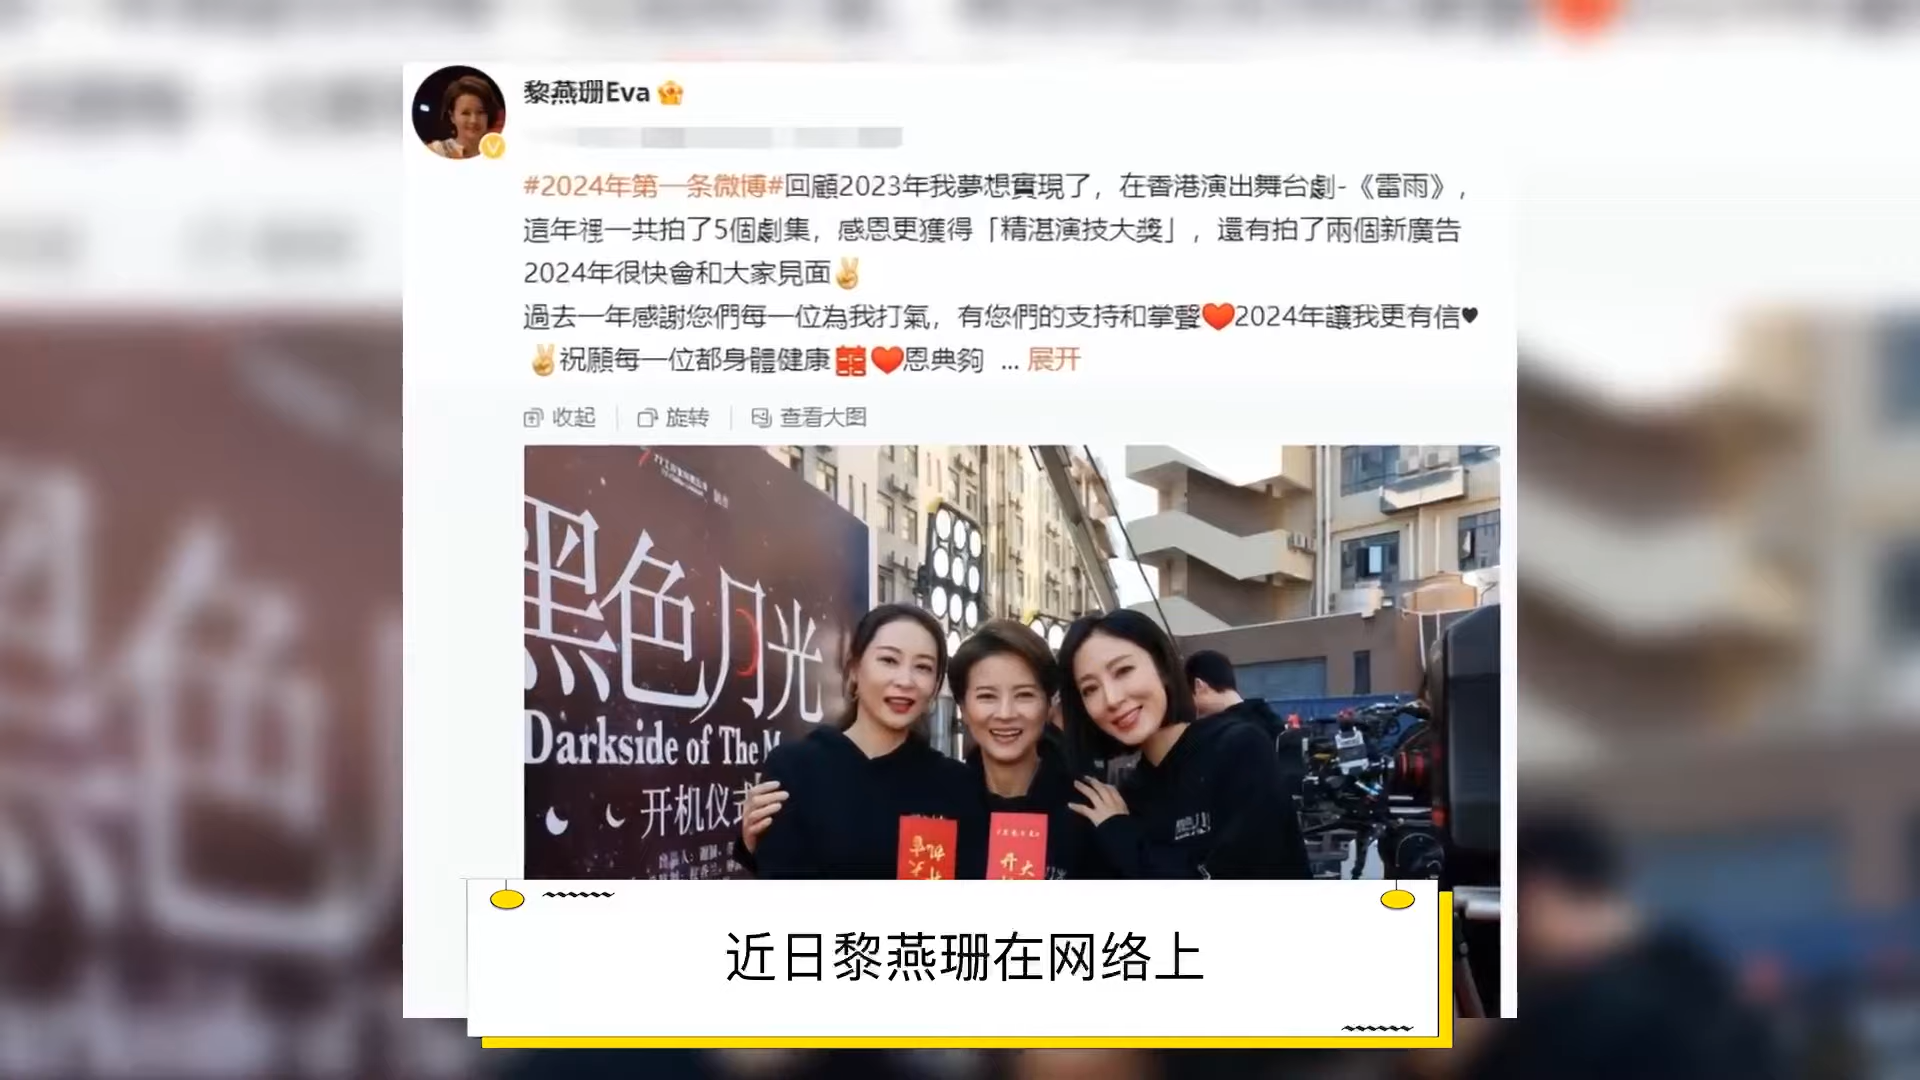 黎燕珊Eva
#2024年第一条微博#回顧2023年我夢想實現了，在香港演出舞台劇-《雷雨》，
這年裡一共拍了5個劇集，感恩更獲得「精湛演技大獎」，還有拍了兩個新廣告
2024年很快會和大家見面✌
過去一年感謝您們每一位為我打氣，有您們的支持和掌聲❤2024年讓我更有信♥
✌祝願每一位都身體健康囍❤恩典夠 ... 展开
收起 旋转 查看大图
黑色月光
Darkside of The M
开机仪式
近日黎燕珊在网络上